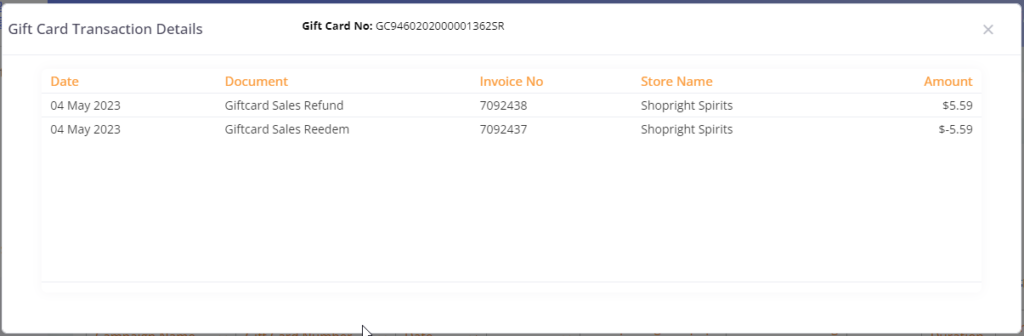 Gift Card Transaction Details
Gift Card No: GC9460202000001362SR
Date Document Invoice No Store Name Amount
04 May 2023 Giftcard Sales Refund 7092438 Shopright Spirits $5.59
04 May 2023 Giftcard Sales Reedem 7092437 Shopright Spirits $-5.59